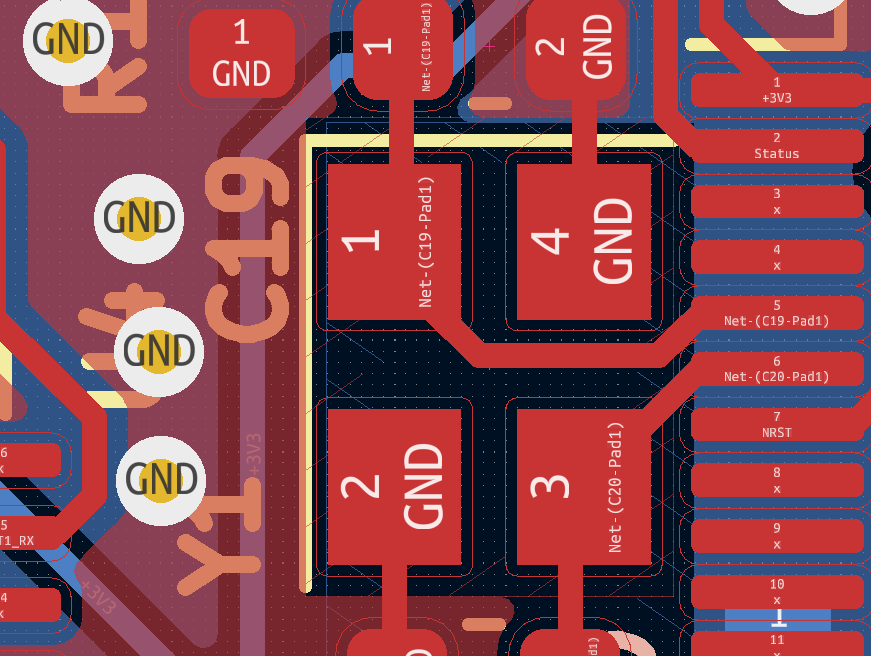 GND
R1
1
GND
1
Net-(C19-Pad1)
2
GND
1
+3V3
2
Status
3
x
4
x
5
Net-(C19-Pad1)
6
Net-(C20-Pad1)
7
NRST
8
x
9
x
10
x
1
11
x
GND
C19
1
Net-(C19-Pad1)
4
GND
GND
GND
+3V3
2
GND
3
Net-(C20-Pad1)
Y1
6
x
5
T1_RX
4
x
+3V3